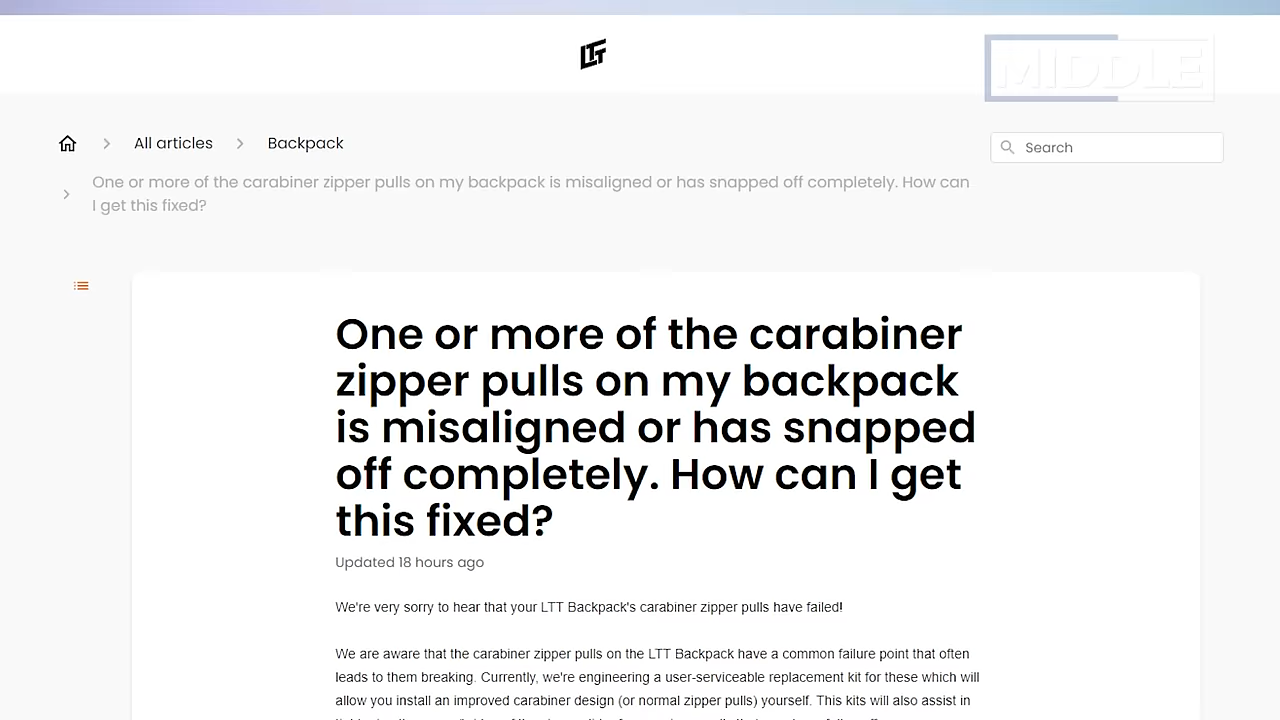 LTT
MIDDLE
All articles
Backpack
Search
One or more of the carabiner zipper pulls on my backpack is misaligned or has snapped off completely. How can
I get this fixed?
One or more of the carabiner
zipper pulls on my backpack
is misaligned or has snapped
off completely. How can I get
this fixed?
Updated 18 hours ago
We're very sorry to hear that your LTT Backpack's carabiner zipper pulls have failed!
We are aware that the carabiner zipper pulls on the LTT Backpack have a common failure point that often
leads to them breaking. Currently, we're engineering a user-serviceable replacement kit for these which will
allow you install an improved carabiner design (or normal zipper pulls) yourself. This kits will also assist in